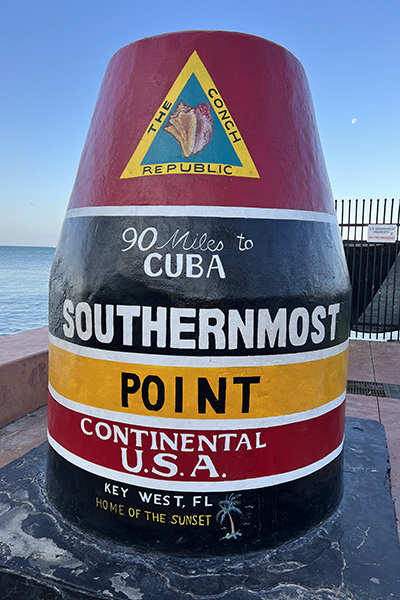 THE CONCH
REPUBLIC
90 Miles to
CUBA
SOUTHERNMOST
POINT
CONTINENTAL
U.S.A.
KEY WEST, FL
HOME OF THE SUNSET